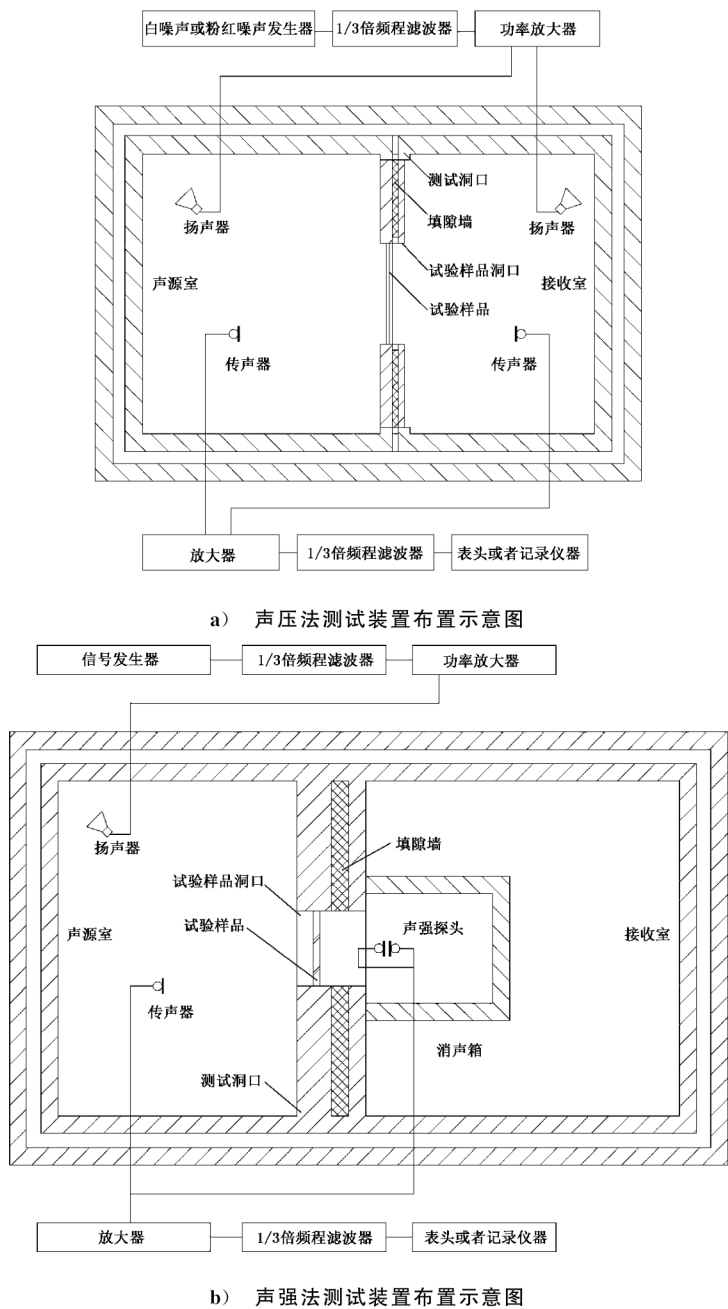 白噪声或粉红噪声发生器 1/3倍频程滤波器 功率放大器
测试洞口
扬声器 填隙墙 扬声器
试验样品洞口
声源室 接收室
试验样品
传声器 传声器
放大器 1/3倍频程滤波器 表头或者记录仪器
a) 声压法测试装置布置示意图
信号发生器 1/3倍频程滤波器 功率放大器
扬声器 填隙墙
试验样品洞口
试验样品 声强探头
声源室 接收室
传声器
消声箱
测试洞口
放大器 1/3倍频程滤波器 表头或者记录仪器
b) 声强法测试装置布置示意图